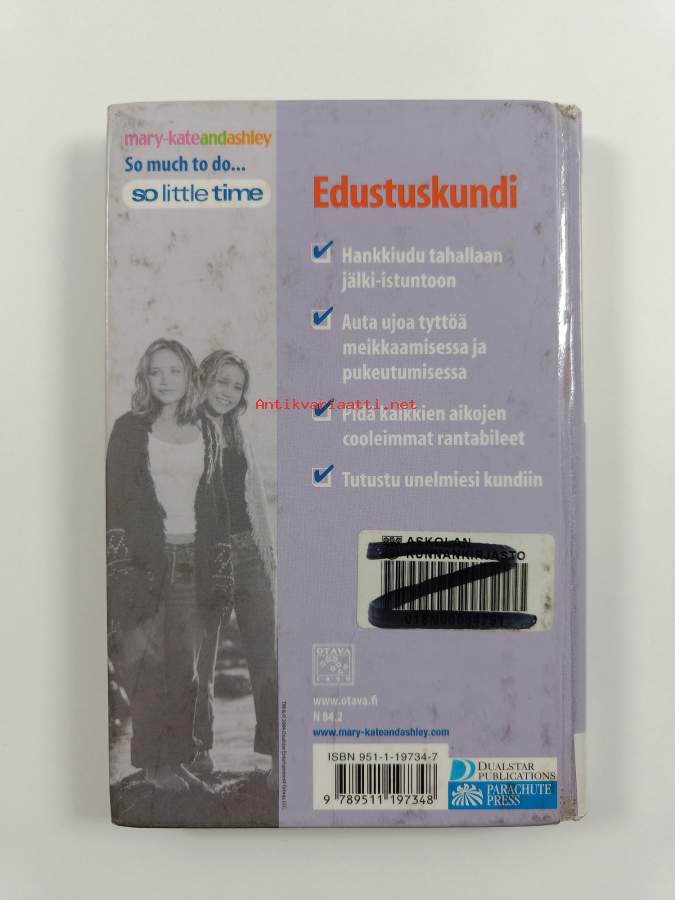 mary-kateandashley
So much to do...
so little time
Edustuskundi
Hankkiudu tahallaan
jälki-istuntoon
Auta ujoa tyttöä
meikkaamisessa ja
pukeutumisessa
Antikvariaatti.net
Pidä kaikkien aikojen
cooleimmat rantabileet
Tutustu unelmiesi kundiin
ASKOLAN
KUNNANKIRJASTO
OTAVA
1890
www.otava.fi
N 84.2
www.mary-kateandashley.com
ISBN 951-1-19734-7
9 789511 197348
DUALSTAR
PUBLICATIONS
PARACHUTE
PRESS